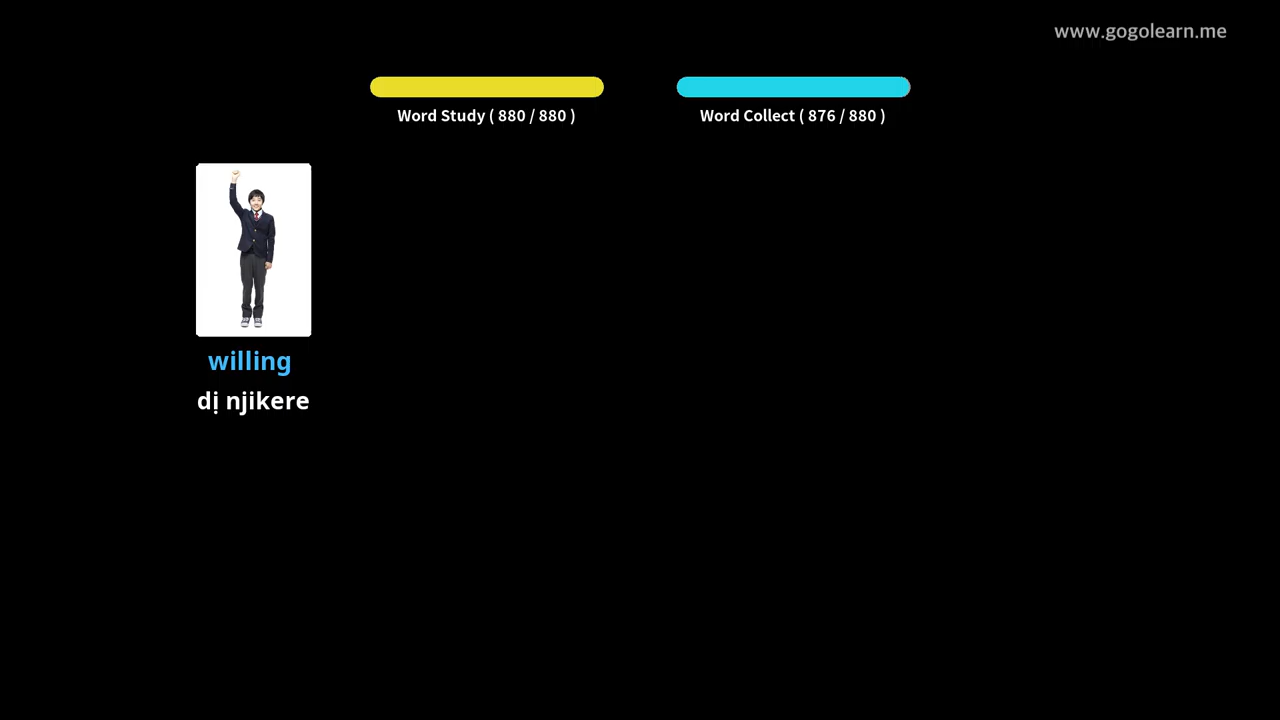 www.gogolearn.me
Word Study ( 880 / 880 )
Word Collect ( 876 / 880 )
willing
dị njikere